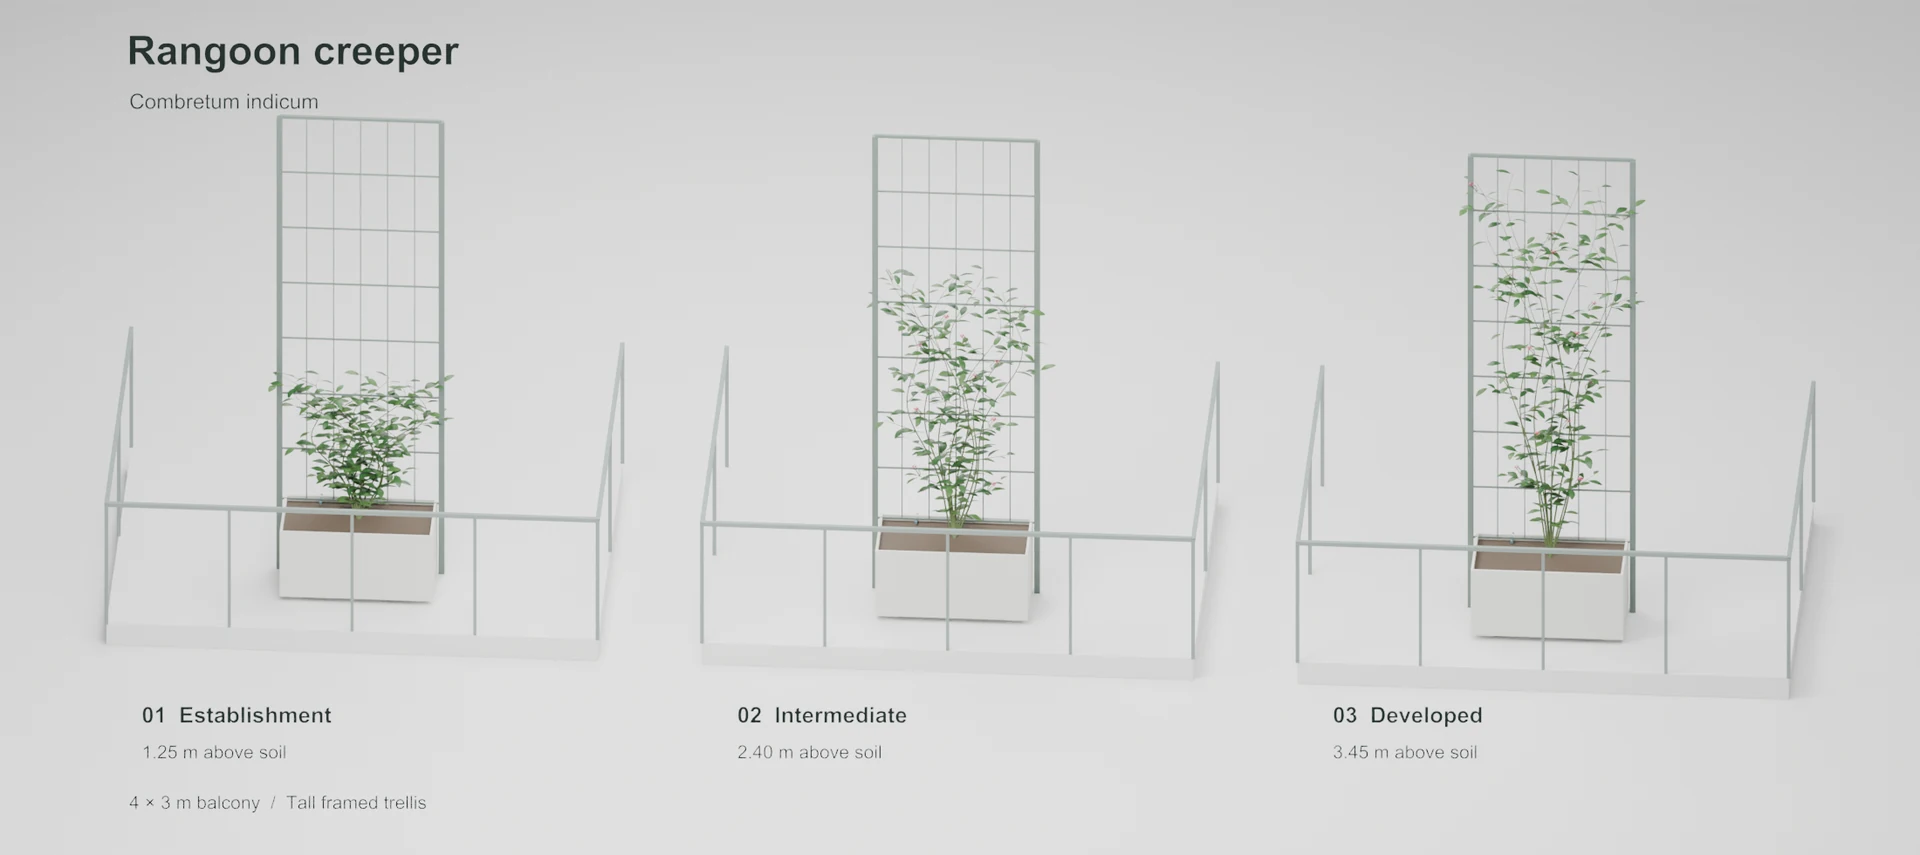 Rangoon creeper
Combretum indicum
01 Establishment
1.25 m above soil
02 Intermediate
2.40 m above soil
03 Developed
3.45 m above soil
4 × 3 m balcony / Tall framed trellis